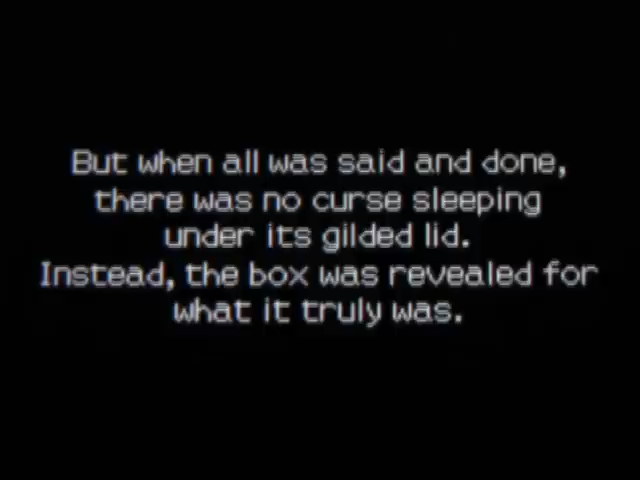 But when all was said and done,
there was no curse sleeping
under its gilded lid.
Instead, the box was revealed for
what it truly was.